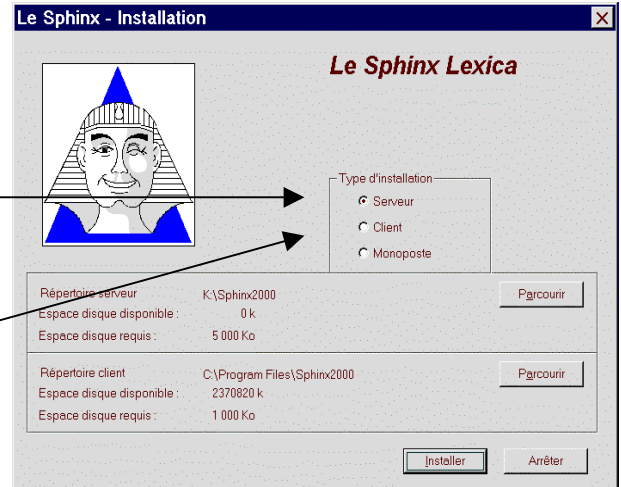 Le Sphinx - Installation
Le Sphinx Lexica
Type d'installation
Serveur
Client
Monoposte
Répertoire serveur K:\Sphinx2000 Parcourir
Espace disque disponible : 0 k
Espace disque requis : 5 000 Ko
Répertoire client C:\Program Files\Sphinx2000 Parcourir
Espace disque disponible : 2370820 k
Espace disque requis : 1 000 Ko
Installer Arrêter